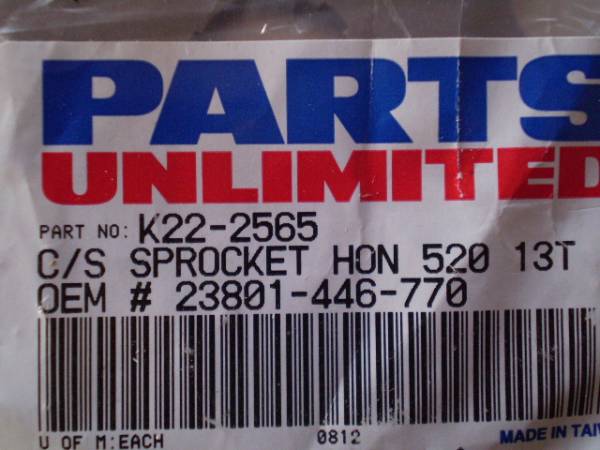 PARTS
UNLIMITED
PART NO: K22-2565
C/S SPROCKET HON 520 13T
OEM # 23801-446-770
U OF M:EACH 0812 MADE IN TAIW